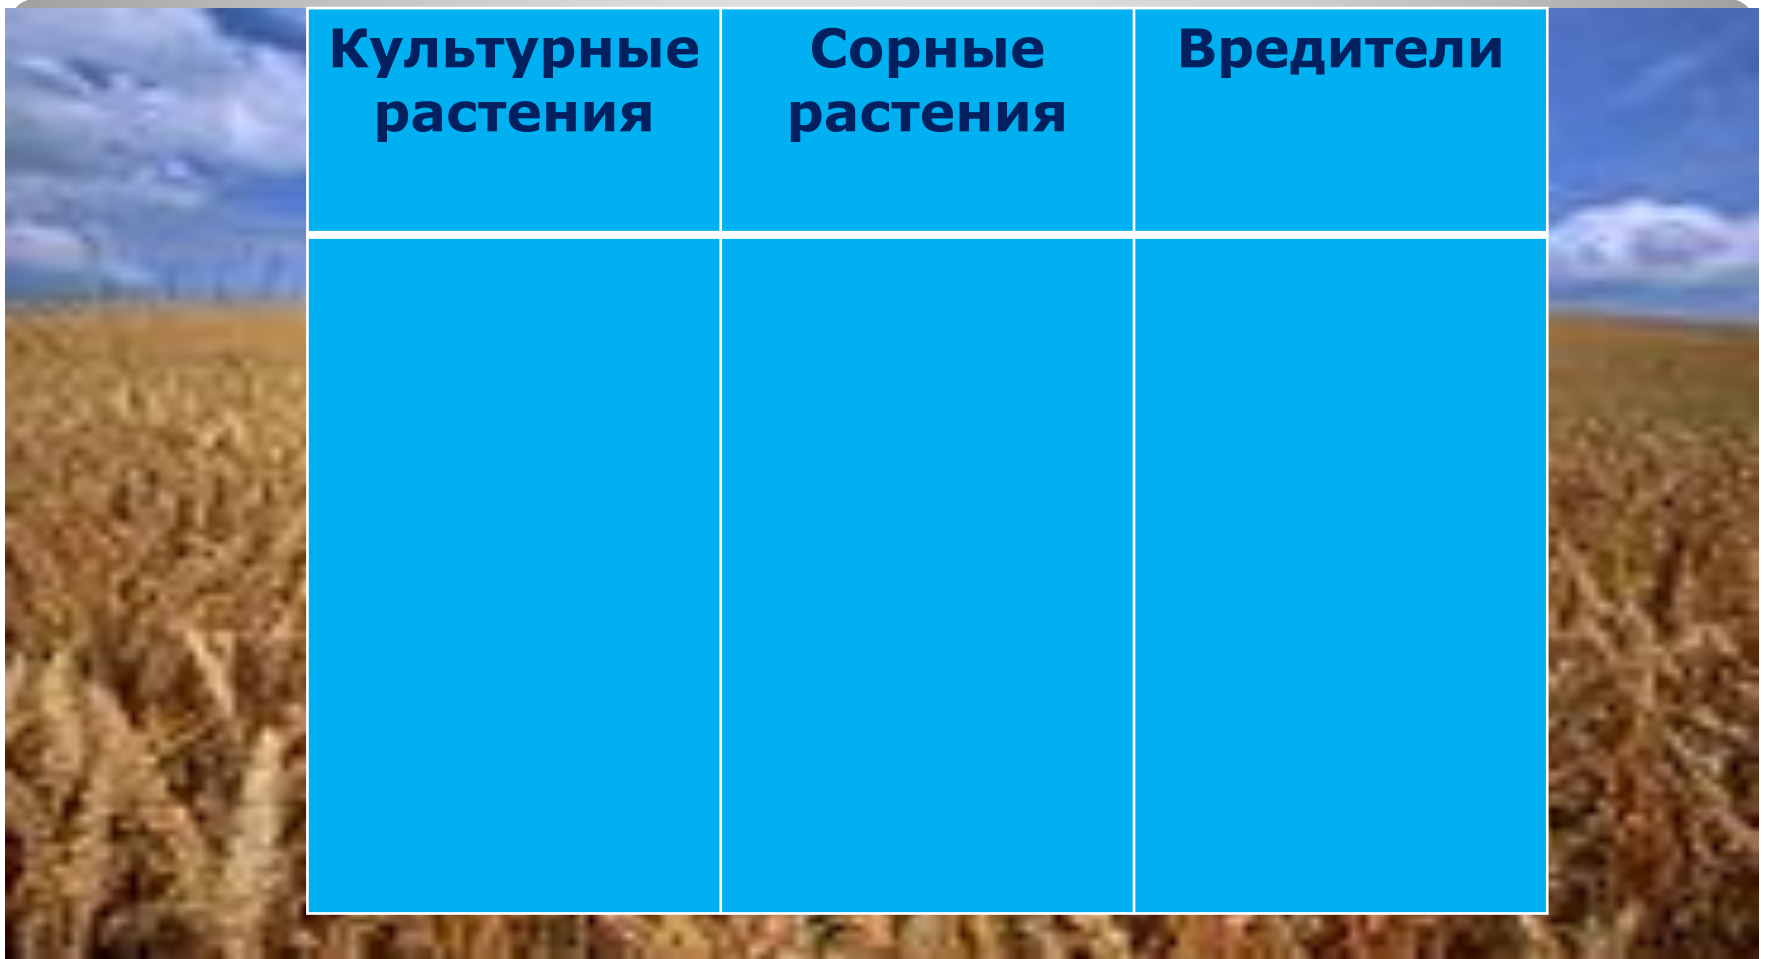 Культурные
растения
Сорные
растения
Вредители